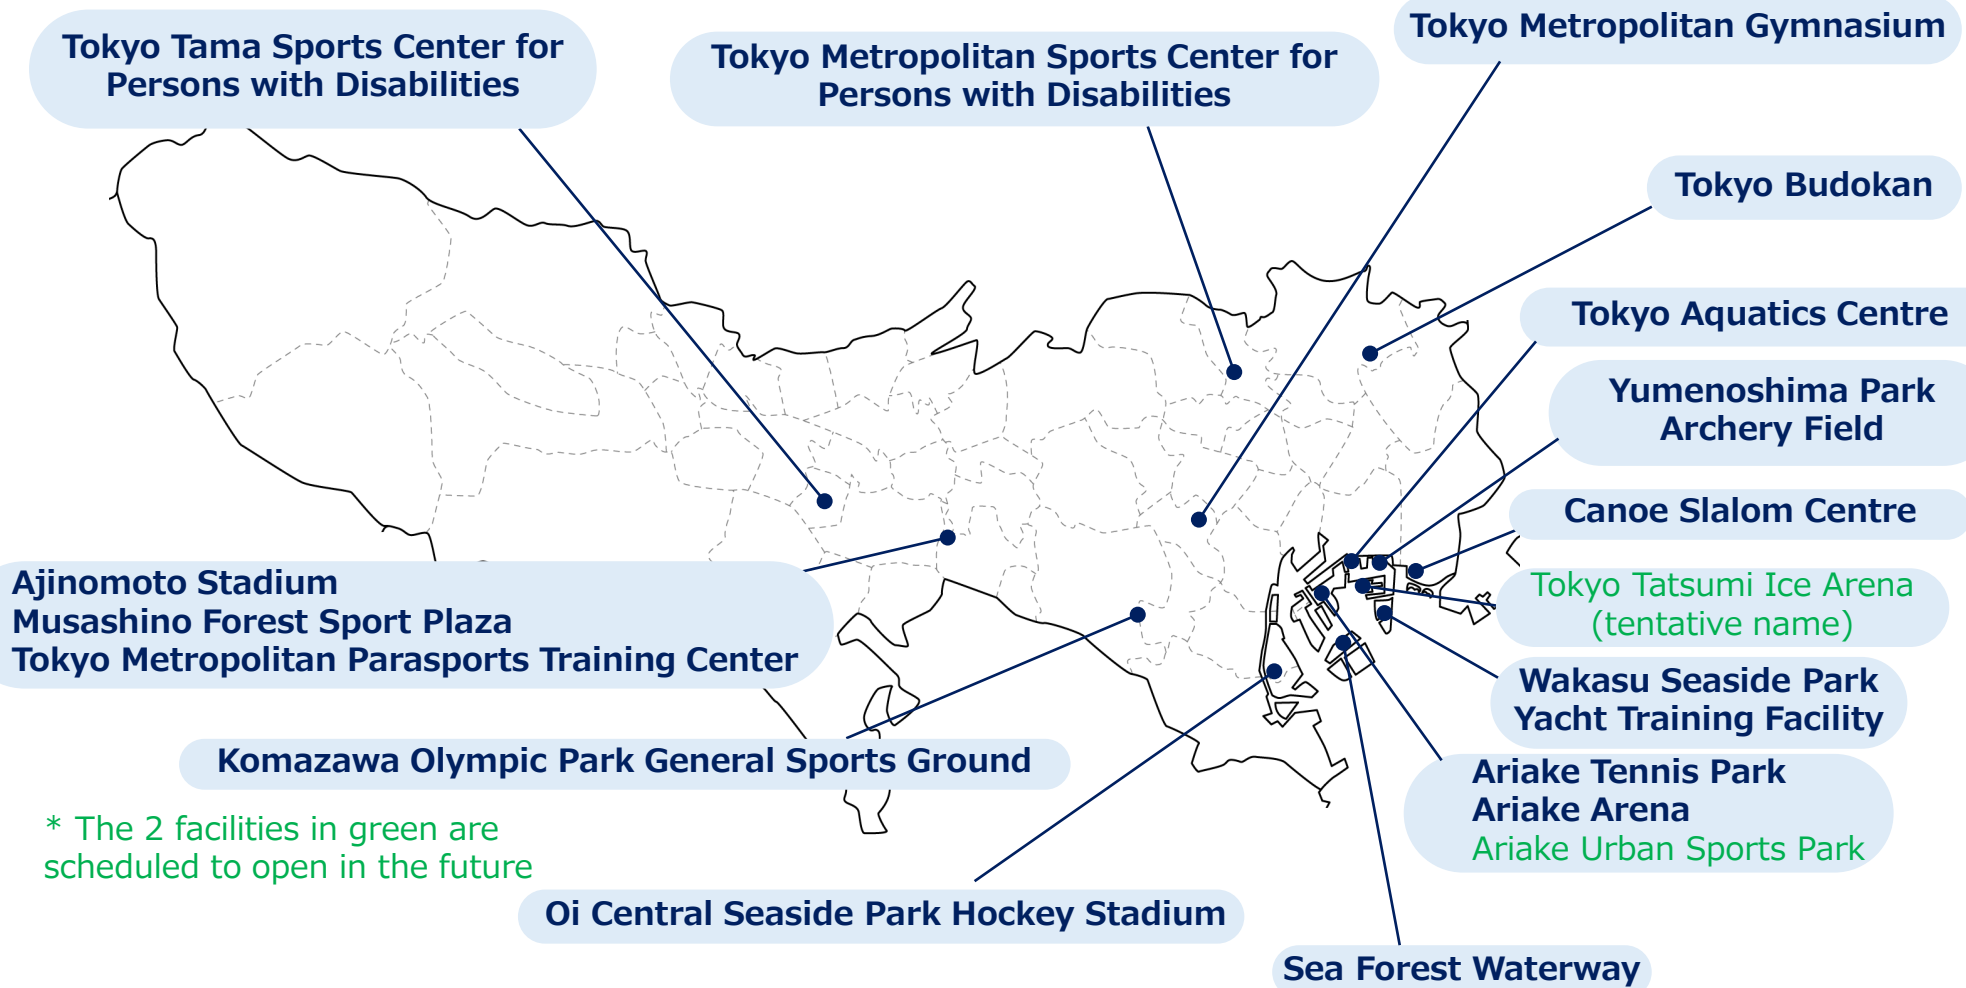 Tokyo Tama Sports Center for
Persons with Disabilities
Tokyo Metropolitan Sports Center for
Persons with Disabilities
Tokyo Metropolitan Gymnasium
Tokyo Budokan
Tokyo Aquatics Centre
Yumenoshima Park
Archery Field
Canoe Slalom Centre
Tokyo Tatsumi Ice Arena
(tentative name)
Wakasu Seaside Park
Yacht Training Facility
Ariake Tennis Park
Ariake Arena
Ariake Urban Sports Park
Ajinomoto Stadium
Musashino Forest Sport Plaza
Tokyo Metropolitan Parasports Training Center
Komazawa Olympic Park General Sports Ground
* The 2 facilities in green are
scheduled to open in the future
Oi Central Seaside Park Hockey Stadium
Sea Forest Waterway